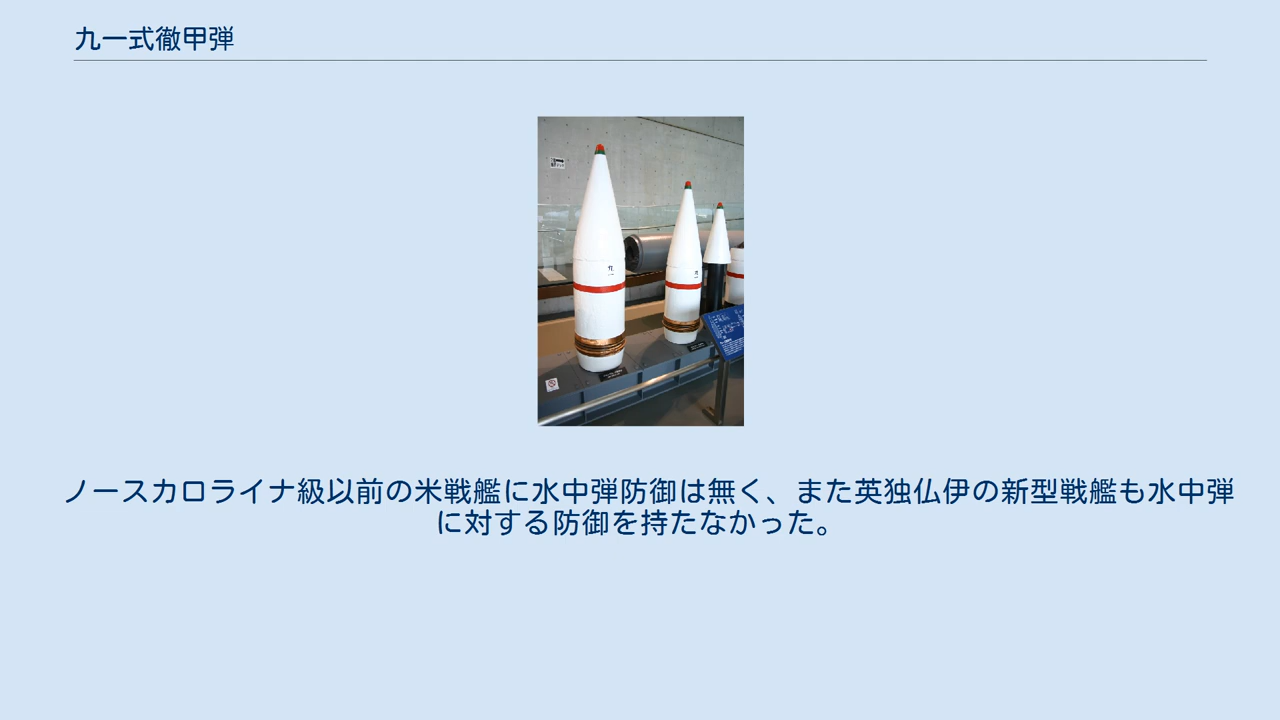 九一式徹甲弾
九一
ノースカロライナ級以前の米戦艦に水中弾防御は無く、また英独仏伊の新型戦艦も水中弾
に対する防御を持たなかった。